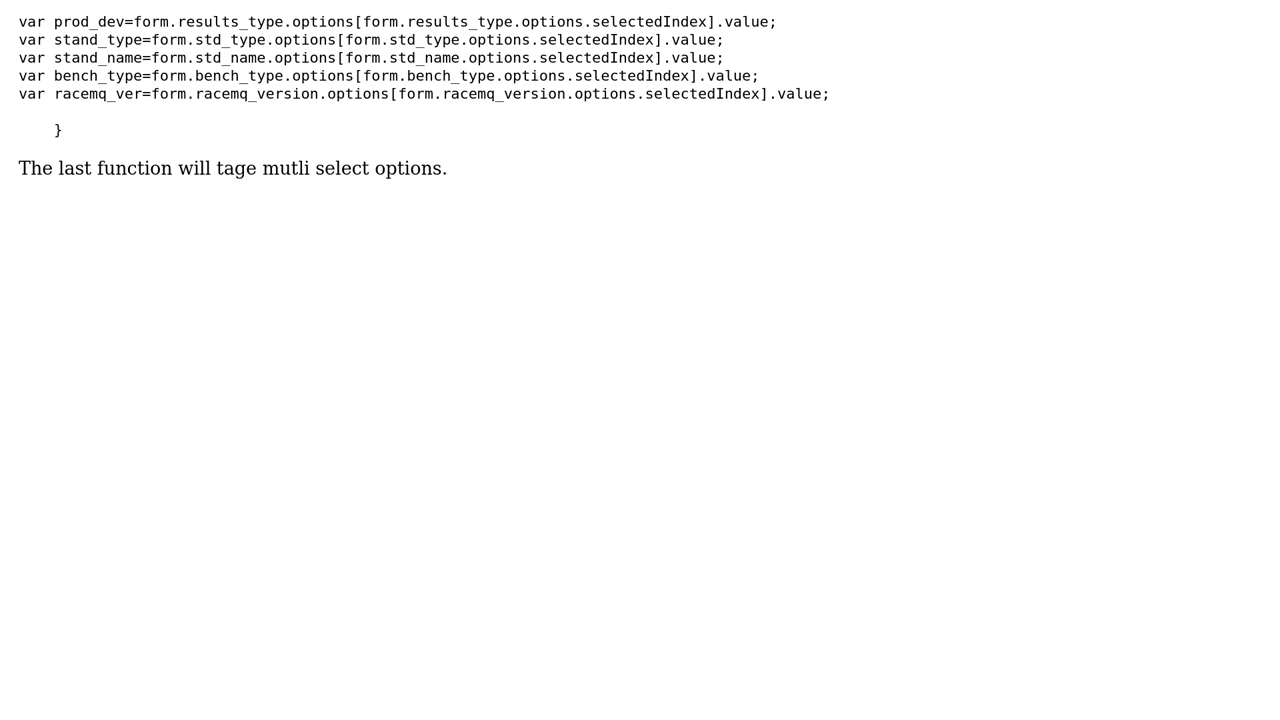 var prod_dev=form.results_type.options[form.results_type.options.selectedIndex].value;
var stand_type=form.std_type.options[form.std_type.options.selectedIndex].value;
var stand_name=form.std_name.options[form.std_name.options.selectedIndex].value;
var bench_type=form.bench_type.options[form.bench_type.options.selectedIndex].value;
var racemq_ver=form.racemq_version.options[form.racemq_version.options.selectedIndex].value;
}
The last function will tage mutli select options.